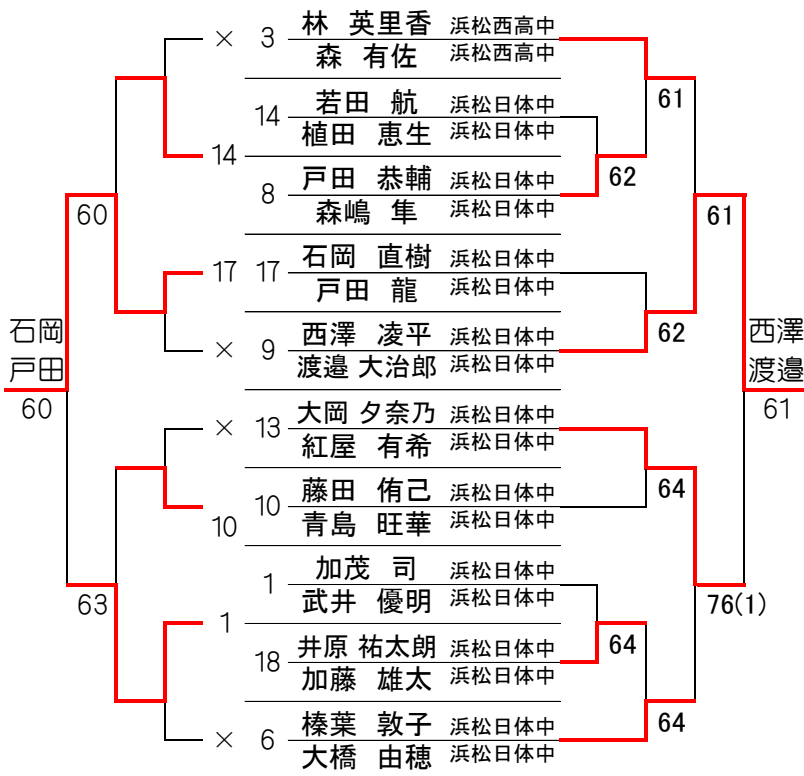 × 3 林 英里香 浜松西高中
森 有佐 浜松西高中
61
14 若田 航 浜松日体中
植田 恵生 浜松日体中
14
62
8 戸田 恭輔 浜松日体中
森嶋 隼 浜松日体中
60
61
17 17 石岡 直樹 浜松日体中
戸田 龍 浜松日体中
石岡
戸田
60
62
× 9 西澤 凌平 浜松日体中
渡邉 大治郎 浜松日体中
西澤
渡邉
61
× 13 大岡 夕奈乃 浜松日体中
紅屋 有希 浜松日体中
64
10 10 藤田 侑己 浜松日体中
青島 旺華 浜松日体中
63
76(1)
1 加茂 司 浜松日体中
武井 優明 浜松日体中
1
64
18 井原 祐太朗 浜松日体中
加藤 雄太 浜松日体中
64
× 6 榛葉 敦子 浜松日体中
大橋 由穂 浜松日体中